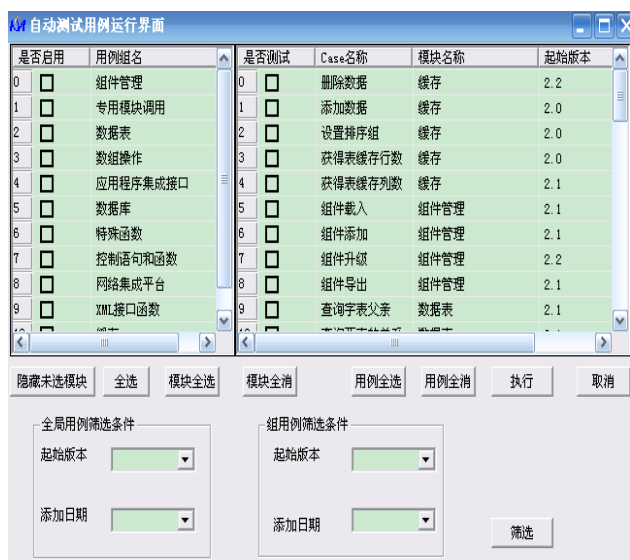 自动测试用例运行界面
是否启用 用例组名
0 组件管理
1 专用模块调用
2 数据表
3 数组操作
4 应用程序集成接口
5 数据库
6 特殊函数
7 控制语句和函数
8 网络集成平台
9 XML接口函数
是否测试 Case名称 模块名称 起始版本
0 删除数据 缓存 2.2
1 添加数据 缓存 2.0
2 设置排序组 缓存 2.0
3 获得表缓存行数 缓存 2.0
4 获得表缓存列数 缓存 2.1
5 组件载入 组件管理 2.1
6 组件添加 组件管理 2.1
7 组件升级 组件管理 2.2
8 组件导出 组件管理 2.1
9 查询字表父亲 数据表 2.1
隐藏未选模块 全选 模块全选 模块全消 用例全选 用例全消 执行 取消
全局用例筛选条件
起始版本
添加日期
组用例筛选条件
起始版本
添加日期
筛选